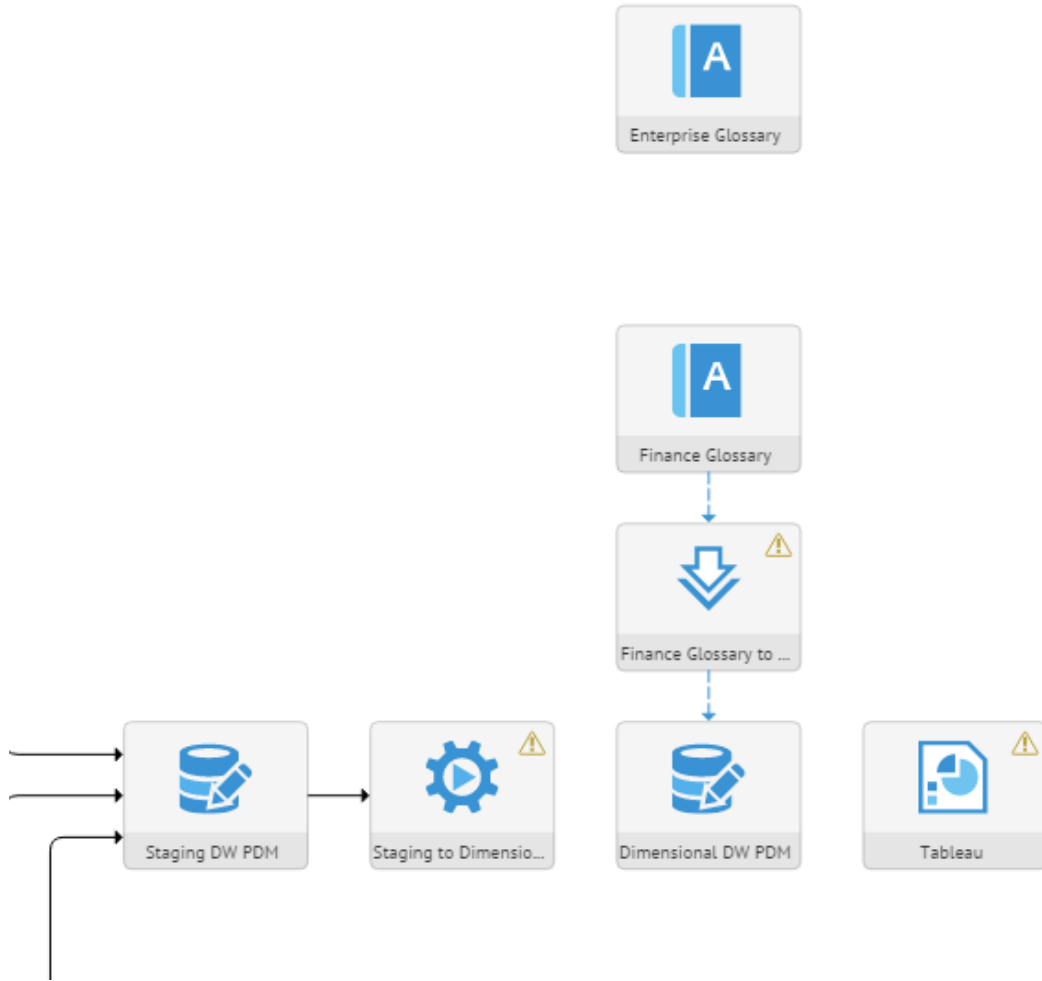 A
Enterprise Glossary
A
Finance Glossary
Finance Glossary to ...
Staging DW PDM
Staging to Dimensio...
Dimensional DW PDM
Tableau